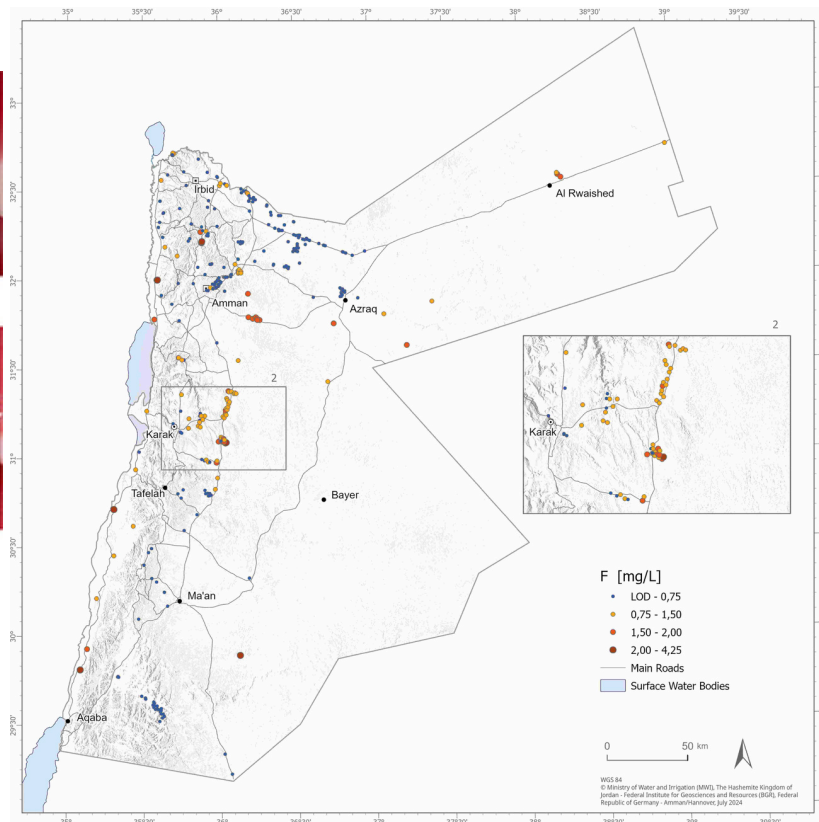 35° 35°30' 36° 36°30' 37° 37°30' 38° 38°30' 39° 39°30'
33°
32°30'
32°
31°30'
31°
30°30'
30°
29°30'
Irbid
Al Rwaished
Amman
Azraq
2
2
Karak
Karak
Tafelah
Bayer
Ma'an
Aqaba
F [mg/L]
LOD - 0,75
0,75 - 1,50
1,50 - 2,00
2,00 - 4,25
Main Roads
Surface Water Bodies
0 50 km
WGS 84
© Ministry of Water and Irrigation (MWI), The Hashemite Kingdom of
Jordan - Federal Institute for Geosciences and Resources (BGR), Federal
Republic of Germany - Amman/Hannover, July 2024